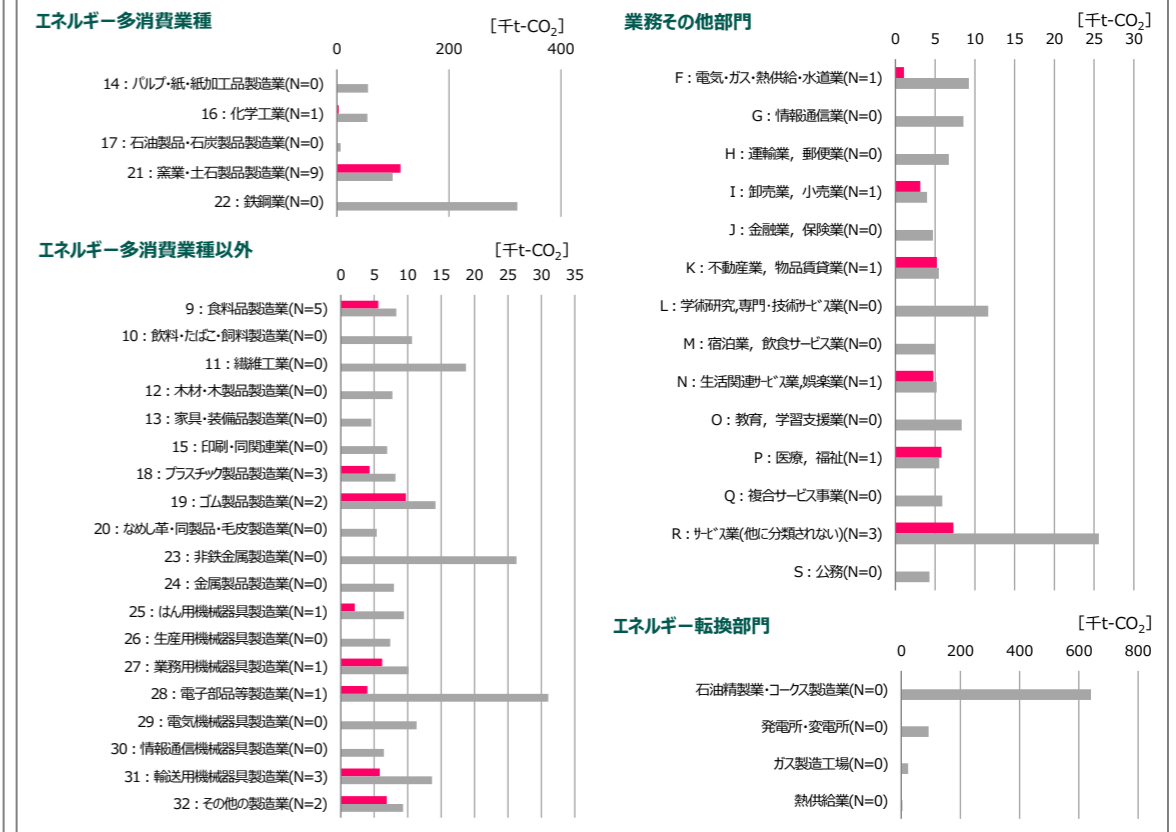 エネルギー多消費業種
[千t-CO₂]
0 200 400
14：パルプ・紙・紙加工品製造業(N=0)
16：化学工業(N=1)
17：石油製品・石炭製品製造業(N=0)
21：窯業・土石製品製造業(N=9)
22：鉄鋼業(N=0)
エネルギー多消費業種以外
[千t-CO₂]
0 5 10 15 20 25 30 35
9：食料品製造業(N=5)
10：飲料・たばこ・飼料製造業(N=0)
11：繊維工業(N=0)
12：木材・木製品製造業(N=0)
13：家具・装備品製造業(N=0)
15：印刷・同関連業(N=0)
18：プラスチック製品製造業(N=3)
19：ゴム製品製造業(N=2)
20：なめし革・同製品・毛皮製造業(N=0)
23：非鉄金属製造業(N=0)
24：金属製品製造業(N=0)
25：はん用機械器具製造業(N=1)
26：生産用機械器具製造業(N=0)
27：業務用機械器具製造業(N=1)
28：電子部品等製造業(N=1)
29：電気機械器具製造業(N=0)
30：情報通信機械器具製造業(N=0)
31：輸送用機械器具製造業(N=3)
32：その他の製造業(N=2)
業務その他部門
[千t-CO₂]
0 5 10 15 20 25 30
F：電気・ガス・熱供給・水道業(N=1)
G：情報通信業(N=0)
H：運輸業，郵便業(N=0)
I：卸売業，小売業(N=1)
J：金融業，保険業(N=0)
K：不動産業，物品賃貸業(N=1)
L：学術研究,専門・技術サービス業(N=0)
M：宿泊業，飲食サービス業(N=0)
N：生活関連サービス業,娯楽業(N=1)
O：教育，学習支援業(N=0)
P：医療，福祉(N=1)
Q：複合サービス事業(N=0)
R：サービス業(他に分類されない)(N=3)
S：公務(N=0)
エネルギー転換部門
[千t-CO₂]
0 200 400 600 800
石油精製業・コークス製造業(N=0)
発電所・変電所(N=0)
ガス製造工場(N=0)
熱供給業(N=0)